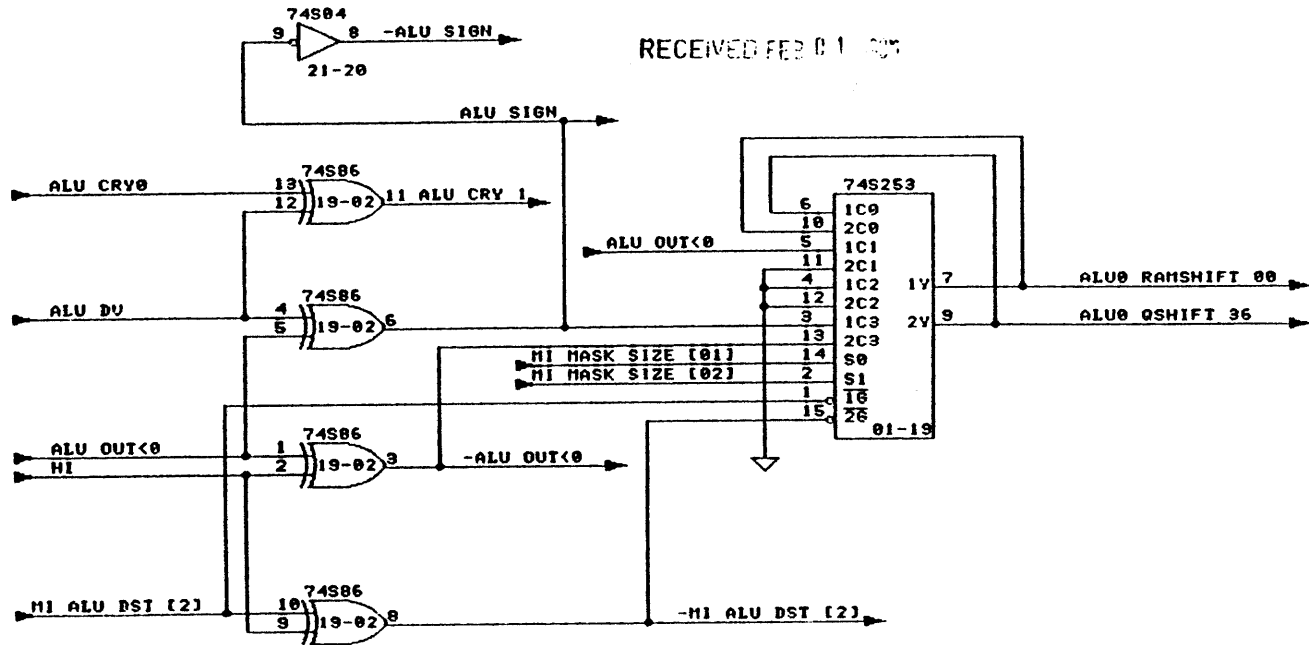 74S04
9 8 -ALU SIGN
21-20
RECEIVED FEB 0 1
ALU SIGN
ALU CRY0
74S86
13
12
19-02
11 ALU CRY 1
74S253
6 1C0
10 2C0
ALU OUT<0 5 1C1
11 2C1
4 1C2
12 2C2
3 1C3
13 2C3
MI MASK SIZE [01] 14 S0
MI MASK SIZE [02] 2 S1
1 1G
15 2G
01-19
1Y 7 ALU0 RAMSHIFT 00
2Y 9 ALU0 QSHIFT 36
ALU DV
74S86
4
5
19-02
6
ALU OUT<0
HI
74S86
1
2
19-02
3
-ALU OUT<0
MI ALU DST [2]
74S86
10
9
19-02
8
-MI ALU DST [2]